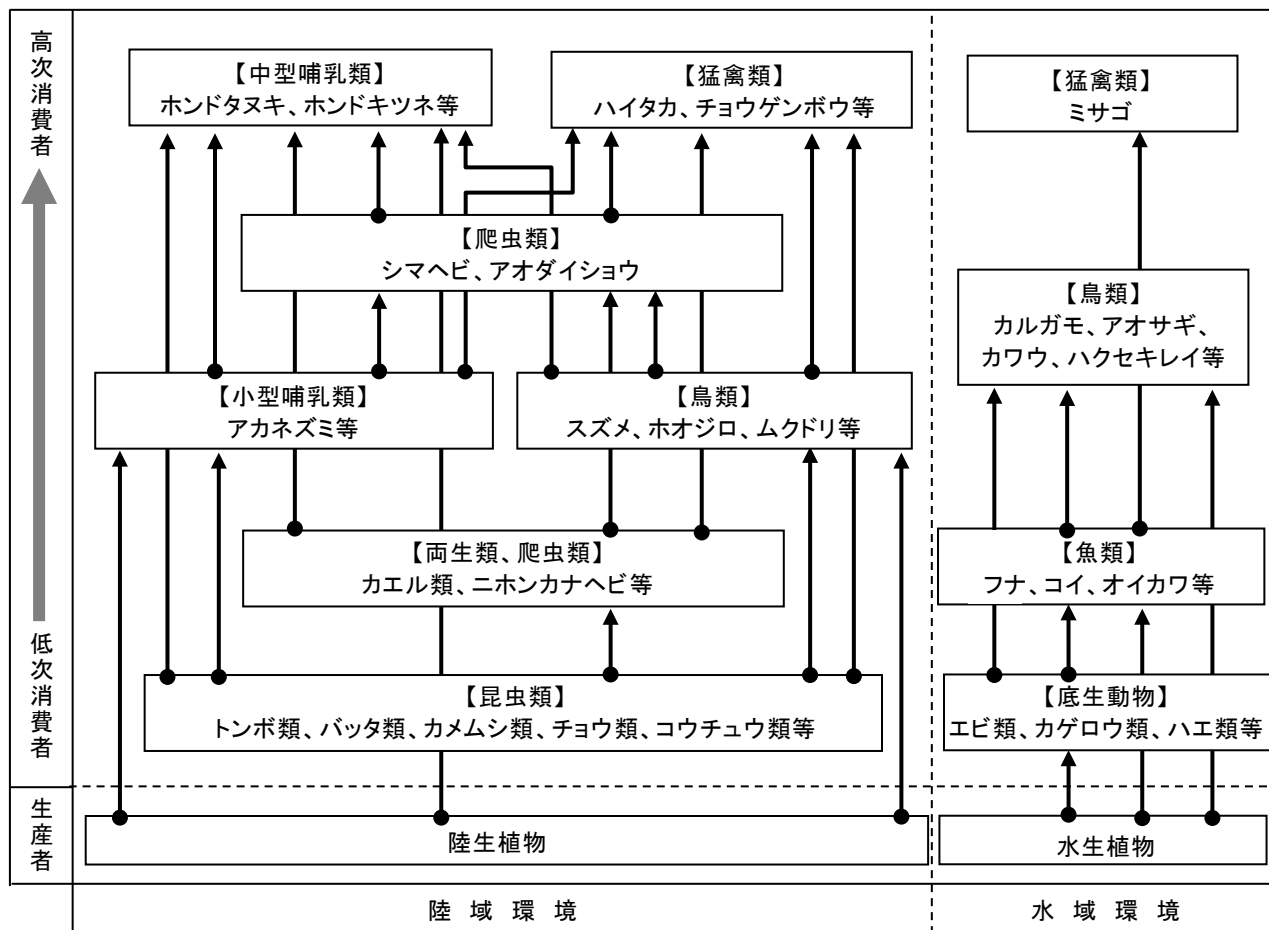 高次消費者
低次消費者
生産者
【中型哺乳類】
ホンドタヌキ、ホンドキツネ等
【猛禽類】
ハイタカ、チョウゲンボウ等
【爬虫類】
シマヘビ、アオダイショウ
【小型哺乳類】
アカネズミ等
【鳥類】
スズメ、ホオジロ、ムクドリ等
【両生類、爬虫類】
カエル類、ニホンカナヘビ等
【昆虫類】
トンボ類、バッタ類、カメムシ類、チョウ類、コウチュウ類等
陸生植物
【猛禽類】
ミサゴ
【鳥類】
カルガモ、アオサギ、
カワウ、ハクセキレイ等
【魚類】
フナ、コイ、オイカワ等
【底生動物】
エビ類、カゲロウ類、ハエ類等
水生植物
陸域環境
水域環境